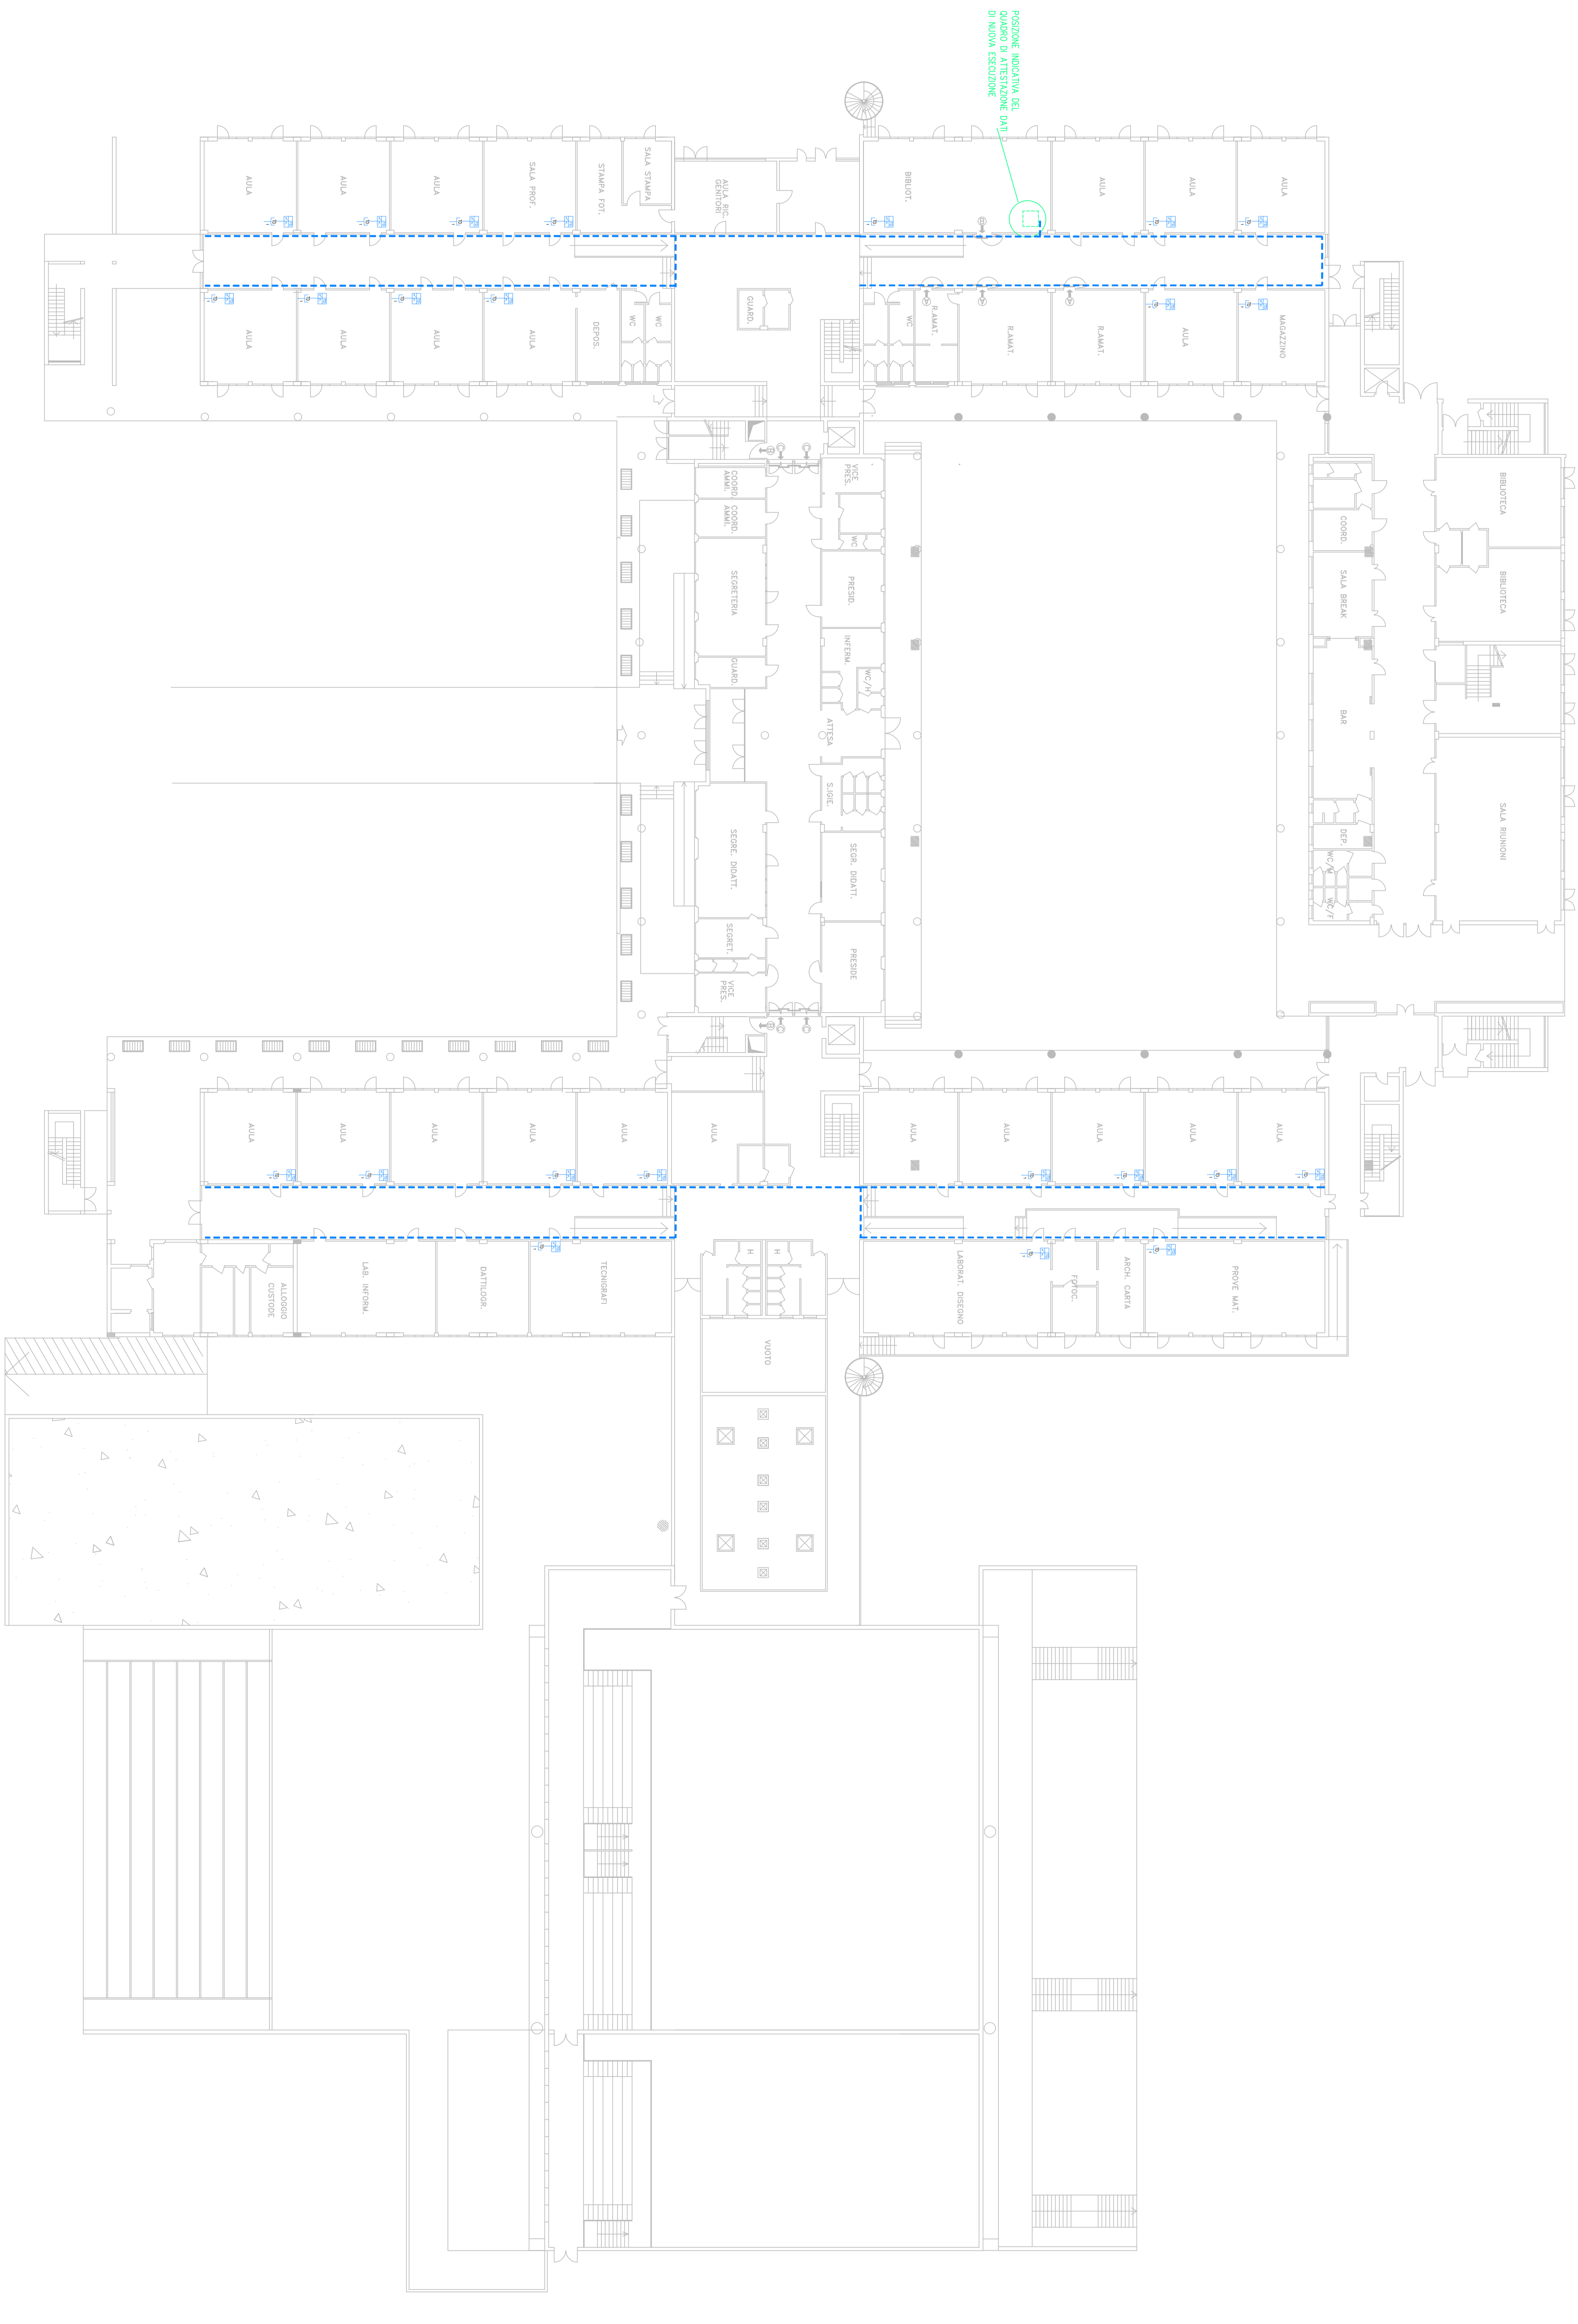 POSIZIONE INDICATIVA DEL
QUADRO DI ATTESTAZIONE DATI
DI NUOVA ESECUZIONE
AULA
AULA
AULA
SALA PROF.
STAMPA FOT.
SALA STAMPA
AULA RIC.
GENITORI
BIBLIOT.
AULA
AULA
AULA
AULA
AULA
AULA
AULA
DEPOS.
WC
WC
GUARD.
WC
R.AMAT.
R.AMAT.
R.AMAT.
AULA
MAGAZZINO
COORD.
AMMI.
COORD.
AMMI.
SEGRETERIA
GUARD.
VICE
PRES.
WC
PRESID.
INFERM.
WC/H
ATTESA
S.IGIE.
SEGRE. DIDATT.
SEGR. DIDATT.
SEGRET.
PRESIDE
VICE
PRES.
COORD.
SALA BREAK
BAR
DEP.
WC/M
WC/F
BIBLIOTECA
BIBLIOTECA
SALA RIUNIONI
AULA
AULA
AULA
AULA
AULA
AULA
AULA
AULA
AULA
AULA
AULA
ALLOGGIO
CUSTODE
LAB. INFORM.
DATTILOGR.
TECNIGRAFI
H
H
LABORAT. DISEGNO
FOTOC.
ARCH. CARTA
PROVE MAT.
VUOTO